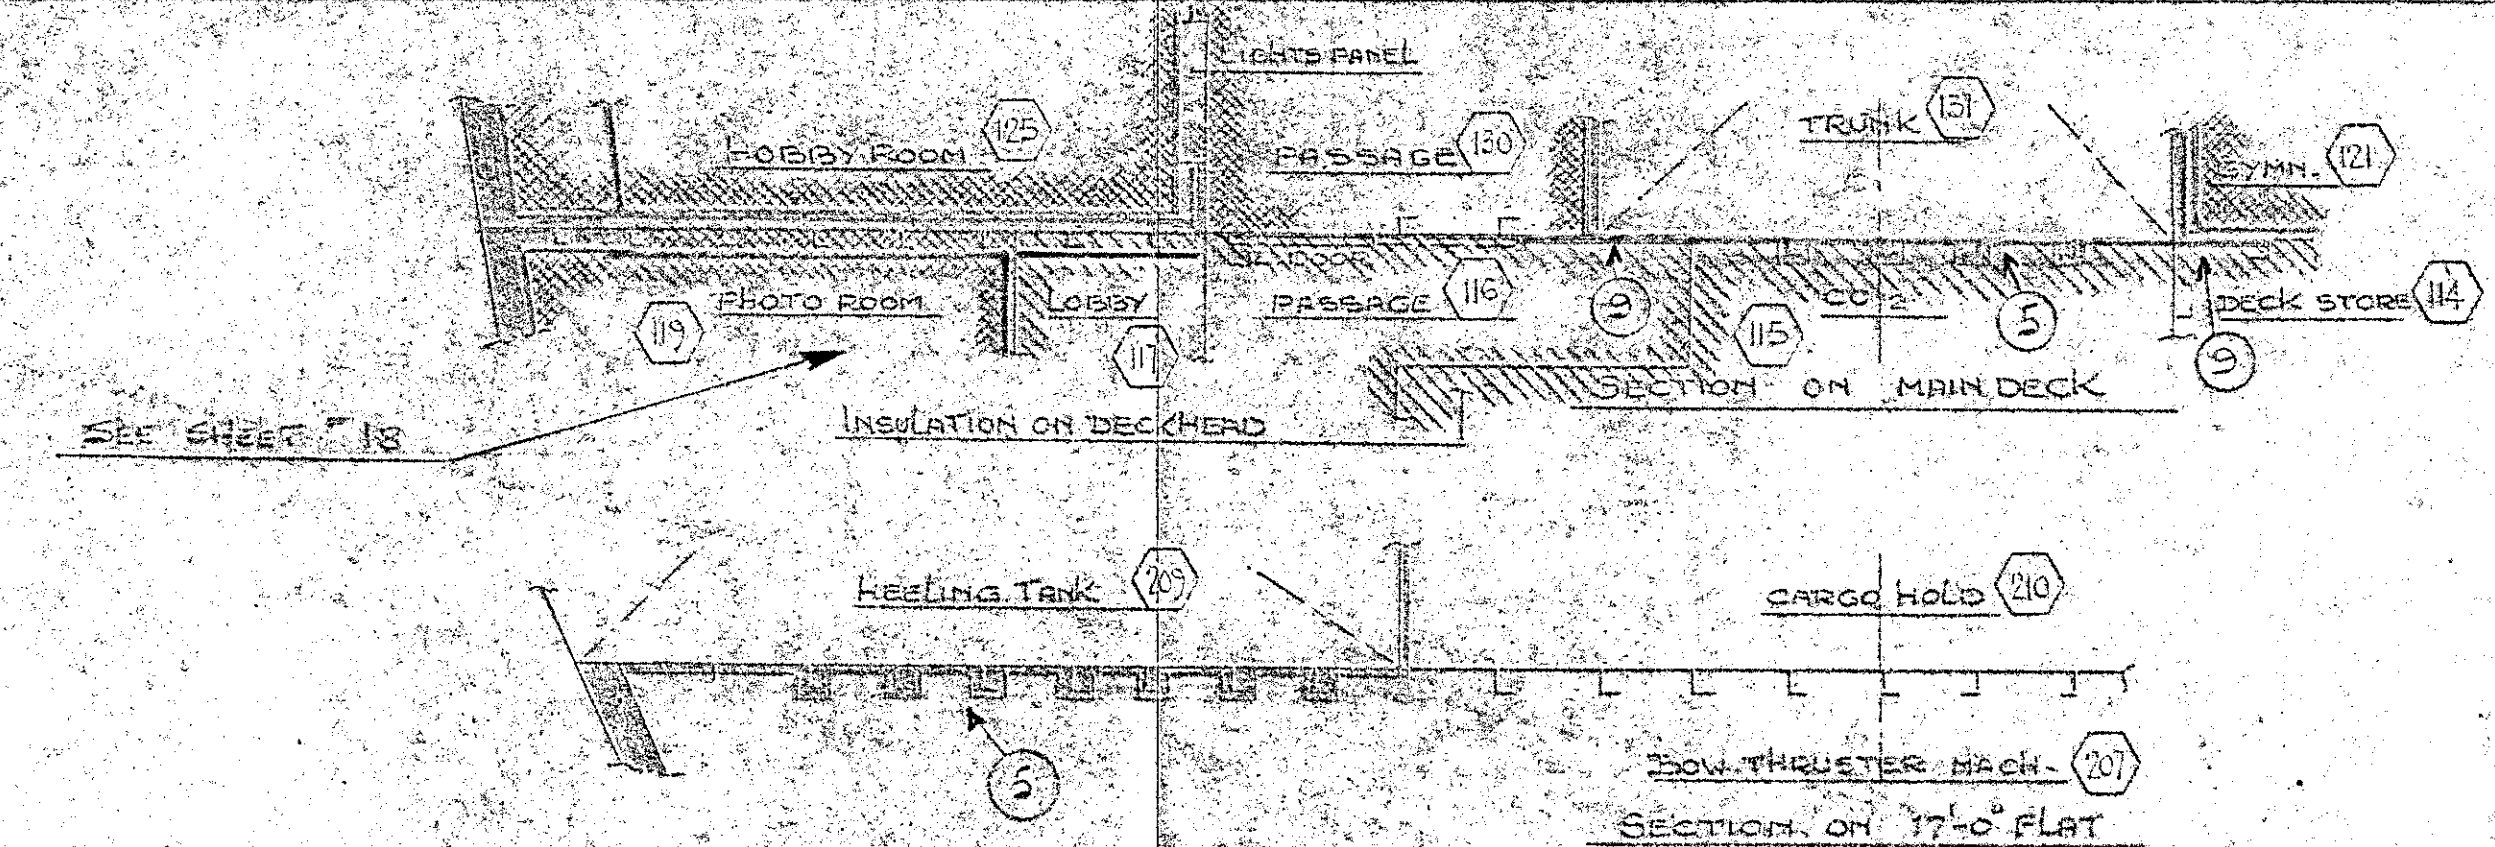 LIGHTS PANEL
LOBBY ROOM 125
PASSAGE 130
TRUNK 131
GYMN. 121
PHOTO ROOM
119
LOBBY
117
PASSAGE 116
9
115
CO 2
5
DECK STORE 114
9
SECTION ON MAIN DECK
INSULATION ON DECKHEAD
SEE SHEET 18
HEELING TANK 209
CARGO HOLD 210
5
BOW THRUSTER MACH. 207
SECTION ON 17'-0" FLAT